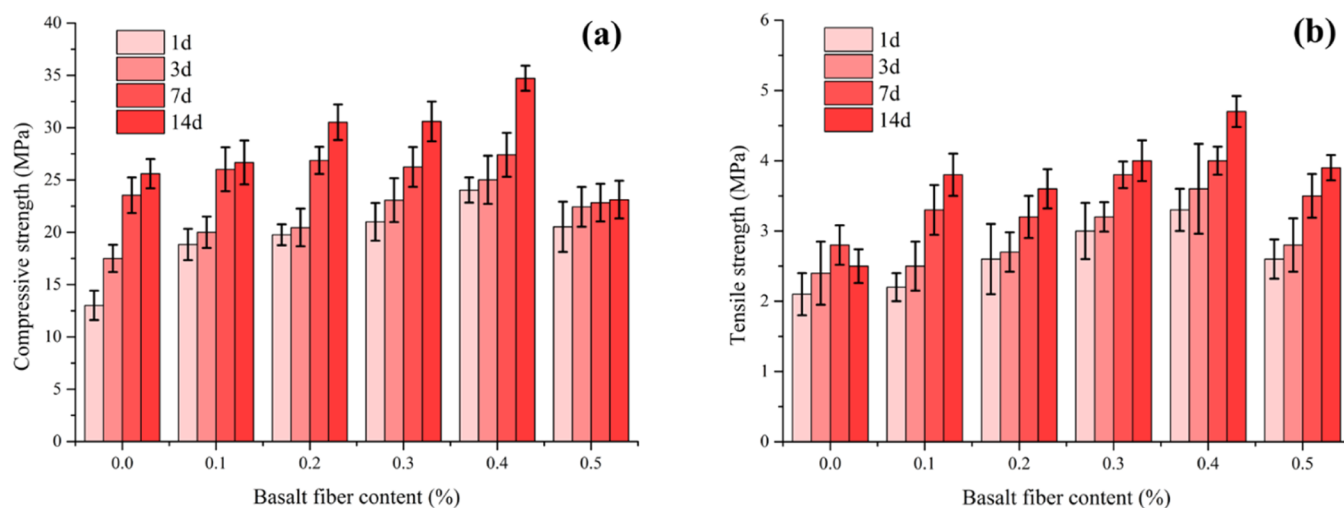 (a)
1d
3d
7d
14d
Compressive strength (MPa)
40
35
30
25
20
15
10
5
0
0.0 0.1 0.2 0.3 0.4 0.5
Basalt fiber content (%)
(b)
1d
3d
7d
14d
Tensile strength (MPa)
6
5
4
3
2
1
0
0.0 0.1 0.2 0.3 0.4 0.5
Basalt fiber content (%)